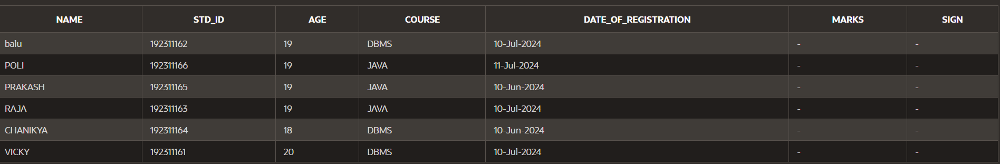 NAME STD_ID AGE COURSE DATE_OF_REGISTRATION MARKS SIGN
balu 192311162 19 DBMS 10-Jul-2024 - -
POLI 192311166 19 JAVA 11-Jul-2024 - -
PRAKASH 192311165 19 JAVA 10-Jun-2024 - -
RAJA 192311163 19 JAVA 10-Jul-2024 - -
CHANIKYA 192311164 18 DBMS 10-Jun-2024 - -
VICKY 192311161 20 DBMS 10-Jul-2024 - -